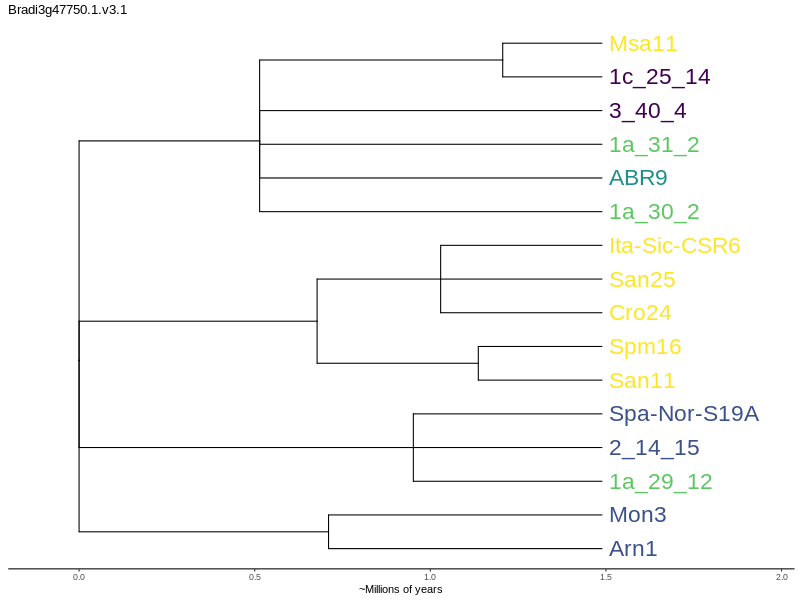 Bradi3g47750.1.v3.1
Msa11
1c_25_14
3_40_4
1a_31_2
ABR9
1a_30_2
Ita-Sic-CSR6
San25
Cro24
Spm16
San11
Spa-Nor-S19A
2_14_15
1a_29_12
Mon3
Arn1
0.0 0.5 1.0 1.5 2.0
~Millions of years